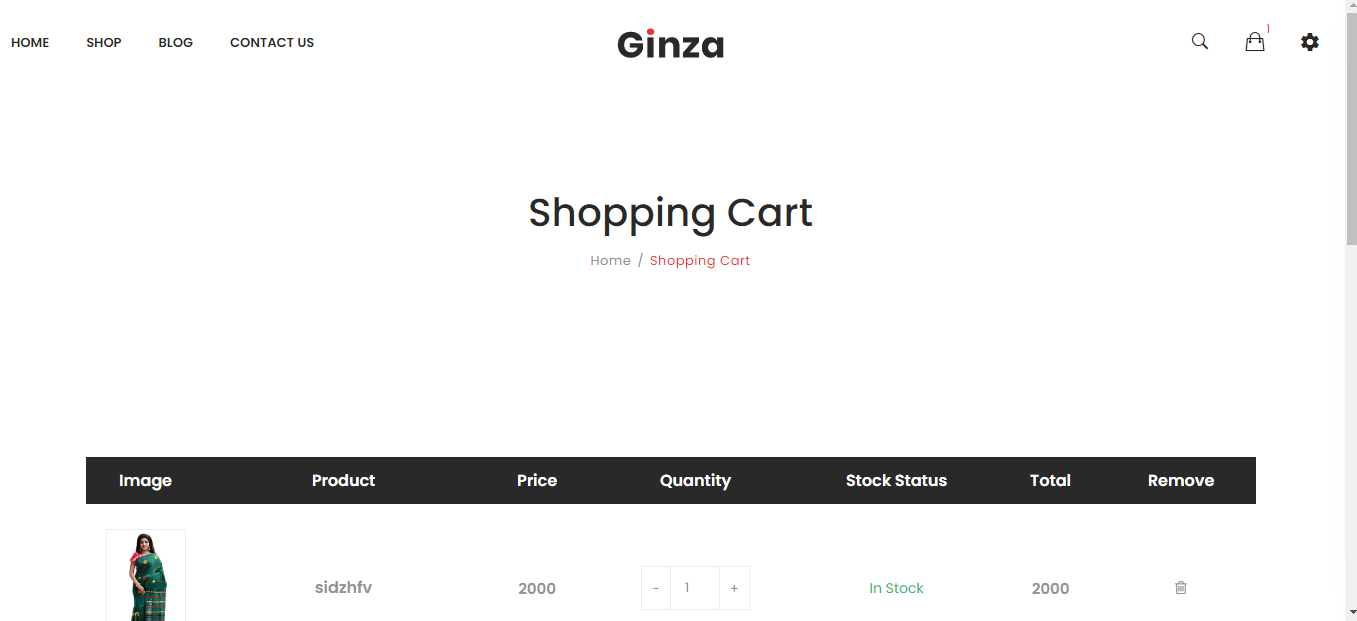 HOME SHOP BLOG CONTACT US Ginza 1
Shopping Cart
Home / Shopping Cart
Image Product Price Quantity Stock Status Total Remove
sidzhfv 2000 - 1 + In Stock 2000